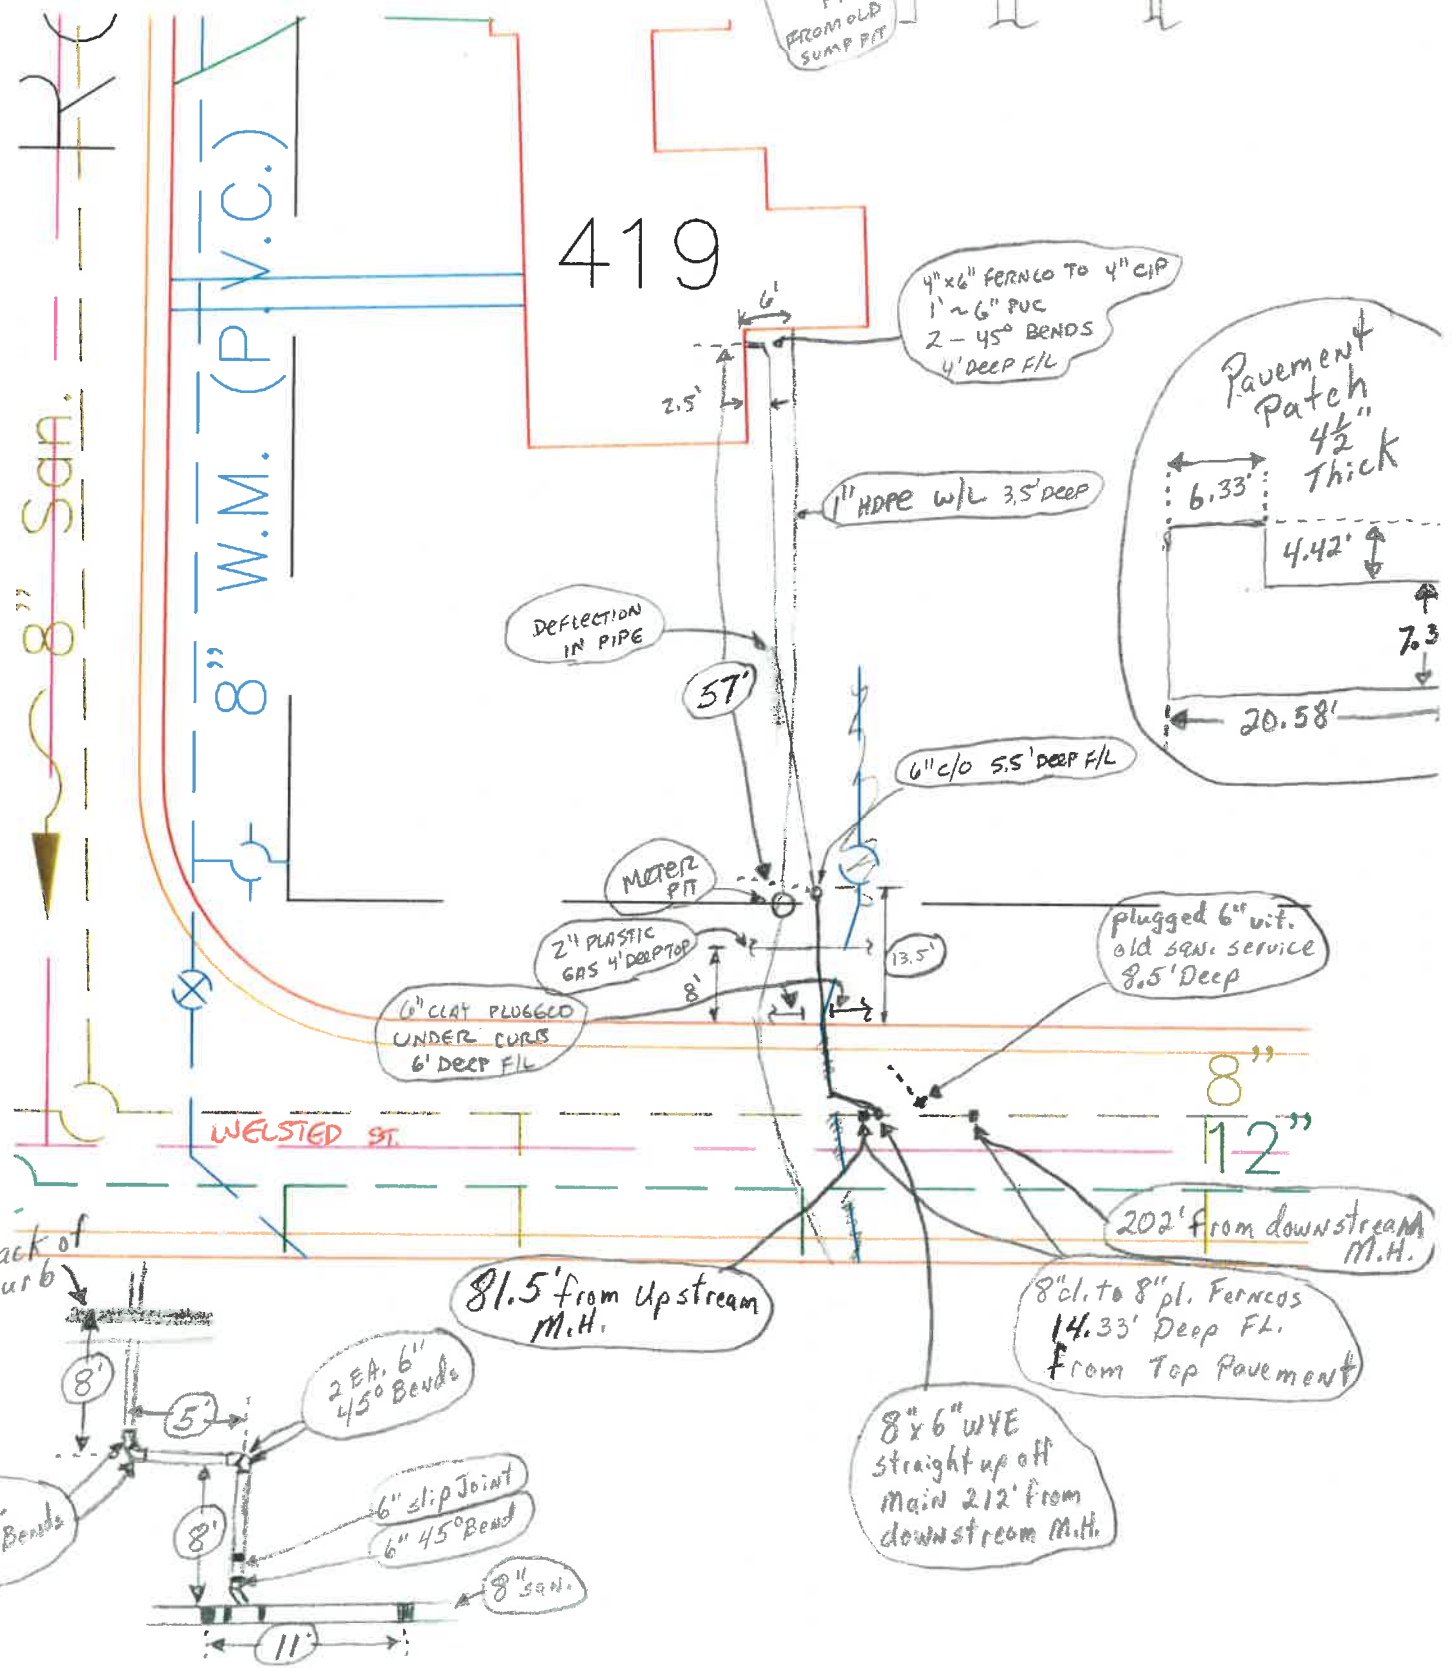 FROM OLD
SUMP PIT
R
8" San.
8" W.M. (P.V.C.)
419
6'
2.5'
4"x6" FERNCO TO 4" CIP
1' ~ 6" PVC
2 - 45° BENDS
4' DEEP F/L
Pavement
Patch
4½"
Thick
6.33'
4.42'
7.3
20.58'
1" HDPE W/L 3.5' DEEP
DEFLECTION
IN PIPE
57'
6" C/O 5.5' DEEP F/L
METER
PIT
2" PLASTIC
GAS 4' DEEP TOP
8'
13.5'
plugged 6" vit.
old san. service
8.5' Deep
6" CLAY PLUGGED
UNDER CURB
6' DEEP F/L
8"
12"
WELSTED ST.
202' from downstream
M.H.
81.5' from Upstream
M.H.
8" cl. to 8" pl. Ferncos
14.33' Deep FL.
from Top Pavement
8"x6" WYE
straight up off
Main 212' from
downstream M.H.
ack of
urb
8'
5'
2 EA. 6"
45° Bends
Bends
8'
6" slip Joint
6" 45° Bend
8" san.
11'